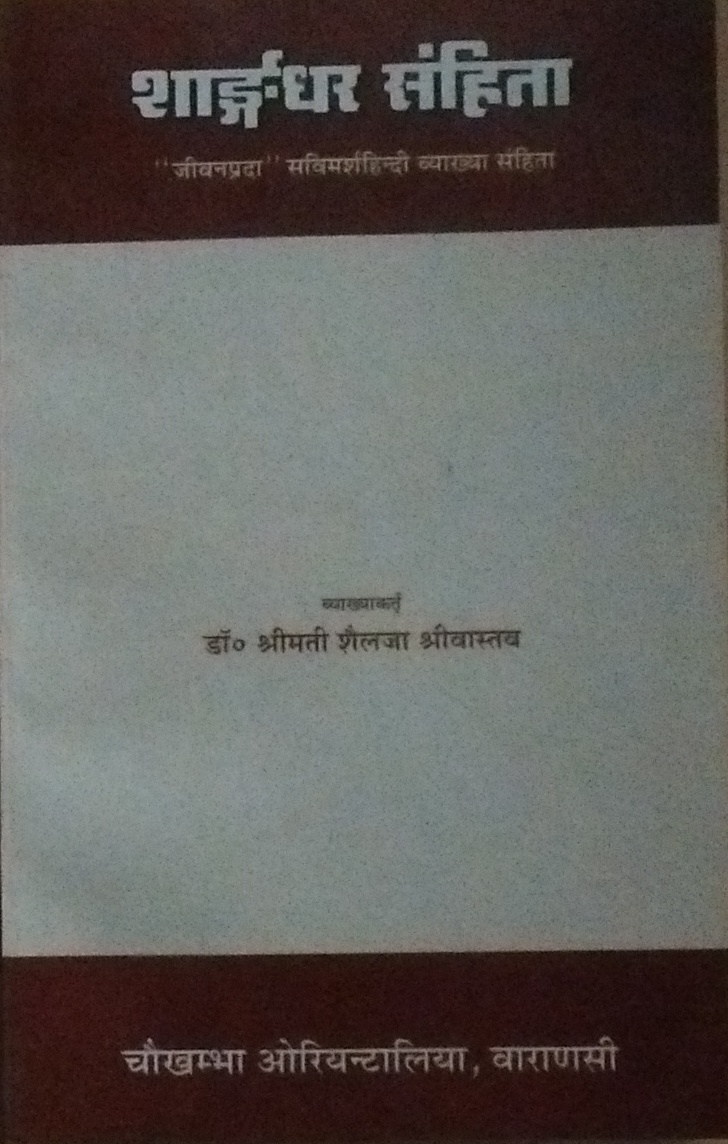 शार्ङ्गधर संहिता
"जीवनप्रदा" सविमर्शहिन्दी व्याख्या संहिता
व्याख्याकर्तृ
डॉ० श्रीमती शैलजा श्रीवास्तव
चौखम्भा ओरियन्टालिया, वाराणसी